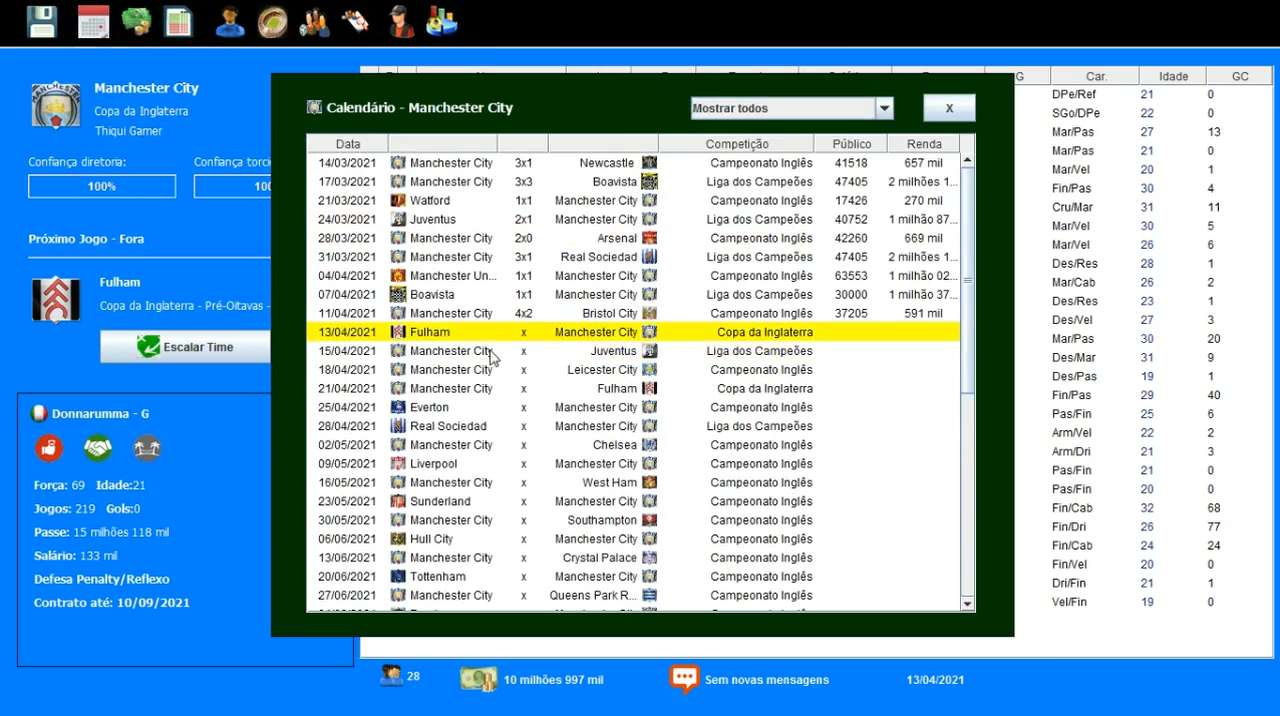 Manchester City
Copa da Inglaterra
Thiqui Gamer
Confiança diretoria:
Confiança torcid
100%
Próximo Jogo - Fora
Fulham
Copa da Inglaterra - Pré-Oitavas -
Escalar Time
Donnarumma - G
Força: 69 Idade:21
Jogos: 219 Gols:0
Passe: 15 milhões 118 mil
Salário: 133 mil
Defesa Penalty/Reflexo
Contrato até: 10/09/2021
Calendário - Manchester City
Mostrar todos
X
Data Competição Público Renda
14/03/2021 Manchester City 3x1 Newcastle Campeonato Inglês 41518 657 mil
17/03/2021 Manchester City 3x3 Boavista Liga dos Campeões 47405 2 milhões 1...
21/03/2021 Watford 1x1 Manchester City Campeonato Inglês 17426 270 mil
24/03/2021 Juventus 2x1 Manchester City Liga dos Campeões 40752 1 milhão 87...
28/03/2021 Manchester City 2x0 Arsenal Campeonato Inglês 42260 669 mil
31/03/2021 Manchester City 3x1 Real Sociedad Liga dos Campeões 47405 2 milhões 1...
04/04/2021 Manchester Un... 1x1 Manchester City Campeonato Inglês 63553 1 milhão 02...
07/04/2021 Boavista 1x1 Manchester City Liga dos Campeões 30000 1 milhão 37...
11/04/2021 Manchester City 4x2 Bristol City Campeonato Inglês 37205 591 mil
13/04/2021 Fulham x Manchester City Copa da Inglaterra
15/04/2021 Manchester City x Juventus Liga dos Campeões
18/04/2021 Manchester City x Leicester City Campeonato Inglês
21/04/2021 Manchester City x Fulham Copa da Inglaterra
25/04/2021 Everton x Manchester City Campeonato Inglês
28/04/2021 Real Sociedad x Manchester City Liga dos Campeões
02/05/2021 Manchester City x Chelsea Campeonato Inglês
09/05/2021 Liverpool x Manchester City Campeonato Inglês
16/05/2021 Manchester City x West Ham Campeonato Inglês
23/05/2021 Sunderland x Manchester City Campeonato Inglês
30/05/2021 Manchester City x Southampton Campeonato Inglês
06/06/2021 Hull City x Manchester City Campeonato Inglês
13/06/2021 Manchester City x Crystal Palace Campeonato Inglês
20/06/2021 Tottenham x Manchester City Campeonato Inglês
27/06/2021 Manchester City x Queens Park R... Campeonato Inglês
G Car. Idade GC
DPe/Ref 21 0
SGo/DPe 22 0
Mar/Pas 27 13
Mar/Pas 21 0
Mar/Vel 20 1
Fin/Pas 30 4
Cru/Mar 31 11
Mar/Vel 30 5
Mar/Vel 26 6
Des/Res 28 1
Mar/Cab 26 2
Des/Res 23 1
Des/Vel 27 3
Mar/Pas 30 20
Des/Mar 31 9
Des/Pas 19 1
Fin/Pas 29 40
Pas/Fin 25 6
Arm/Vel 22 2
Arm/Dri 21 3
Pas/Fin 21 0
Pas/Fin 20 0
Fin/Cab 32 68
Fin/Dri 26 77
Fin/Cab 24 24
Fin/Vel 20 0
Dri/Fin 21 1
Vel/Fin 19 0
28
10 milhões 997 mil
Sem novas mensagens
13/04/2021